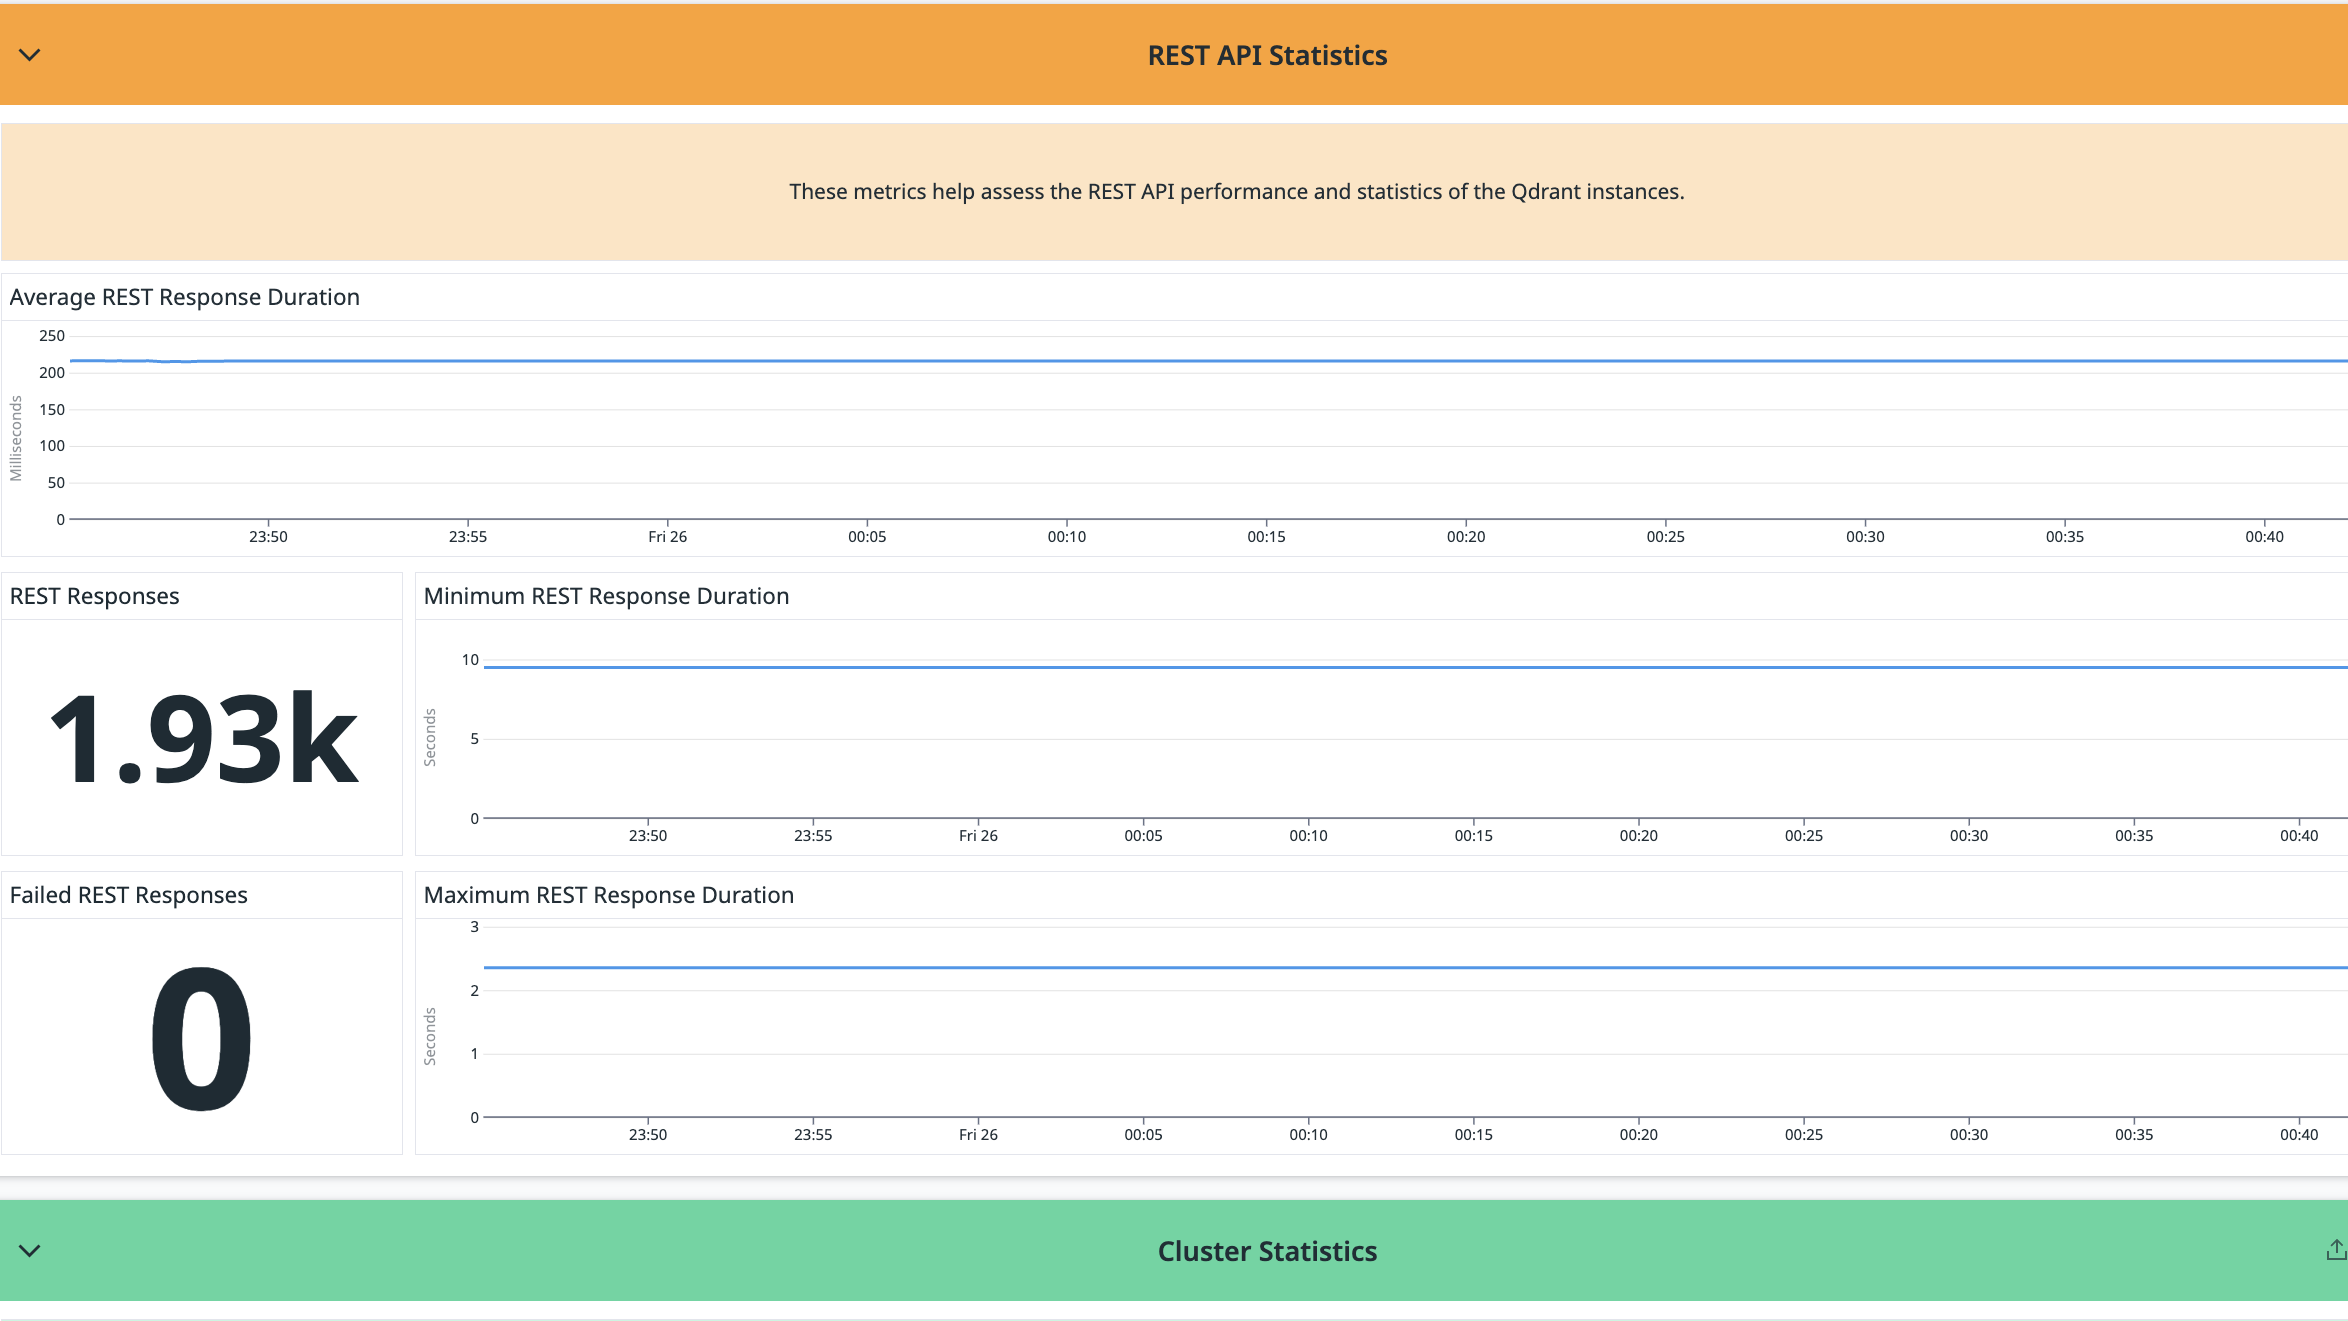 REST API Statistics
These metrics help assess the REST API performance and statistics of the Qdrant instances.
Average REST Response Duration
Milliseconds
250
200
150
100
50
0
23:50 23:55 Fri 26 00:05 00:10 00:15 00:20 00:25 00:30 00:35 00:40
REST Responses
1.93k
Minimum REST Response Duration
Seconds
10
5
0
23:50 23:55 Fri 26 00:05 00:10 00:15 00:20 00:25 00:30 00:35 00:40
Failed REST Responses
0
Maximum REST Response Duration
Seconds
3
2
1
0
23:50 23:55 Fri 26 00:05 00:10 00:15 00:20 00:25 00:30 00:35 00:40
Cluster Statistics